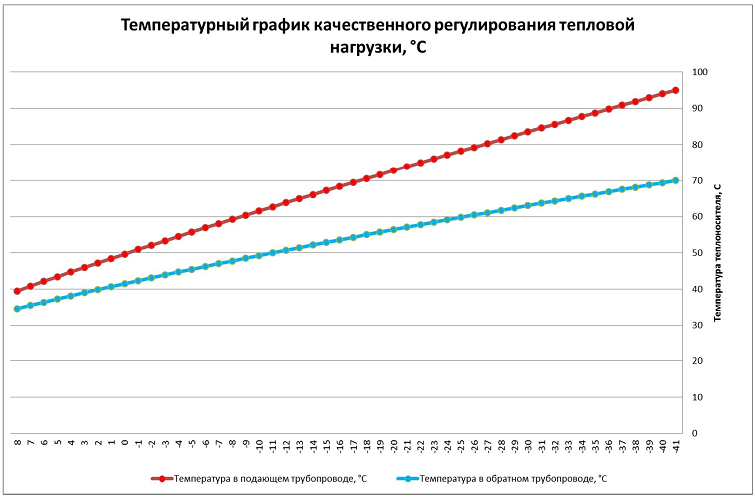 Температурный график качественного регулирования тепловой
нагрузки, °С
100
90
80
70
60
50
40
30
20
10
0
Температура теплоносителя, С
8 7 6 5 4 3 2 1 0 -1 -2 -3 -4 -5 -6 -7 -8 -9 -10 -11 -12 -13 -14 -15 -16 -17 -18 -19 -20 -21 -22 -23 -24 -25 -26 -27 -28 -29 -30 -31 -32 -33 -34 -35 -36 -37 -38 -39 -40 -41
Температура в подающем трубопроводе, °С Температура в обратном трубопроводе, °С